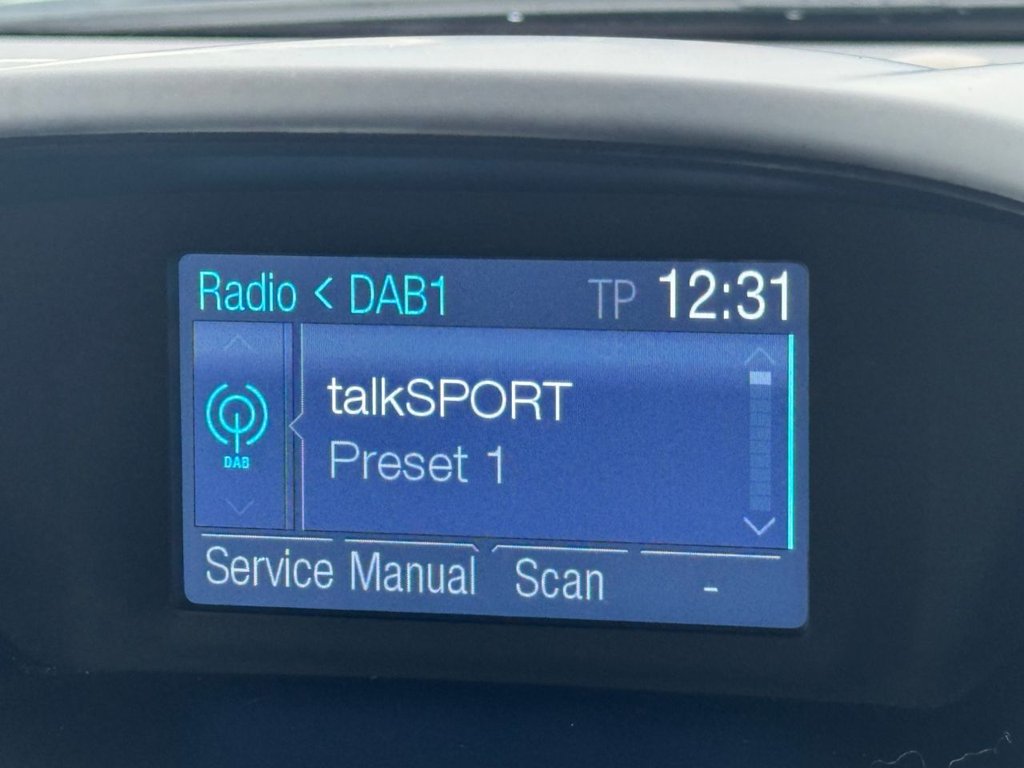 Radio < DAB1 TP 12:31
talkSPORT
DAB Preset 1
Service Manual Scan -